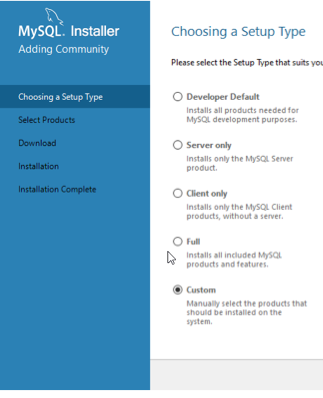 MySQL. Installer
Adding Community
Choosing a Setup Type
Select Products
Download
Installation
Installation Complete
Choosing a Setup Type
Please select the Setup Type that suits you
Developer Default
Installs all products needed for
MySQL development purposes.
Server only
Installs only the MySQL Server
product.
Client only
Installs only the MySQL Client
products, without a server.
Full
Installs all included MySQL
products and features.
Custom
Manually select the products that
should be installed on the
system.